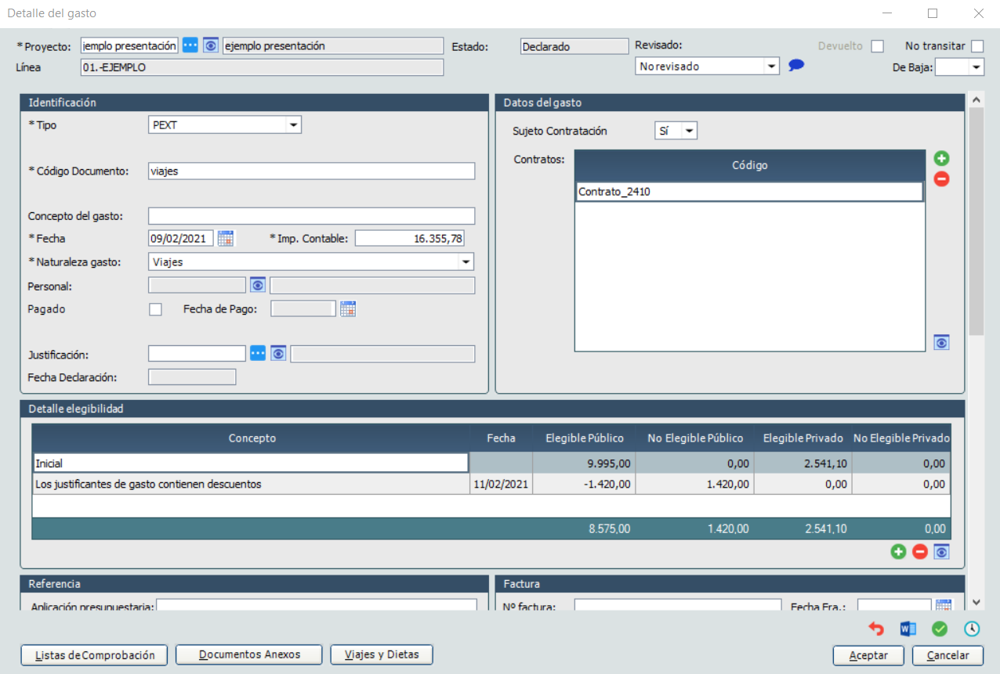 Detalle del gasto
* Proyecto: jemplo presentación ejemplo presentación Estado: Declarado Revisado: Devuelto No transitar
Línea 01.-EJEMPLO No revisado De Baja:
Identificación
* Tipo PEXT
* Código Documento: viajes
Concepto del gasto:
* Fecha 09/02/2021 * Imp. Contable: 16.355,78
* Naturaleza gasto: Viajes
Personal:
Pagado Fecha de Pago:
Justificación:
Fecha Declaración:
Datos del gasto
Sujeto Contratación Sí
Contratos: Código
Contrato_2410
Detalle elegibilidad
Concepto Fecha Elegible Público No Elegible Público Elegible Privado No Elegible Privado
Inicial 9.995,00 0,00 2.541,10 0,00
Los justificantes de gasto contienen descuentos 11/02/2021 -1.420,00 1.420,00 0,00 0,00
8.575,00 1.420,00 2.541,10 0,00
Referencia
Aplicación presupuestaria:
Factura
Nº factura: Fecha Fra.:
Listas de Comprobación Documentos Anexos Viajes y Dietas Aceptar Cancelar